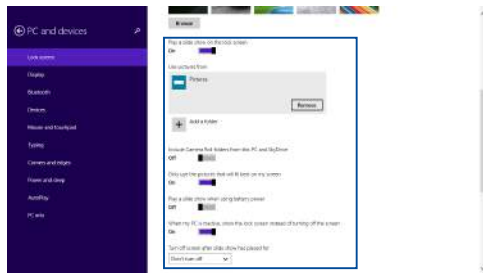 PC and devices
Lock screen
Display
Bluetooth
Devices
Mouse and touchpad
Typing
Corners and edges
Power and sleep
AutoPlay
PC info
Browse
Play a slide show on the lock screen
On
Use pictures from
Pictures
Remove
Add a folder
Include Camera Roll folders from this PC and SkyDrive
Off
Only use the pictures that will fit best on my screen
On
Play a slide show when using battery power
Off
When my PC is inactive, show the lock screen instead of turning off the screen
On
Turn off screen after slide show has played for
Don't turn off